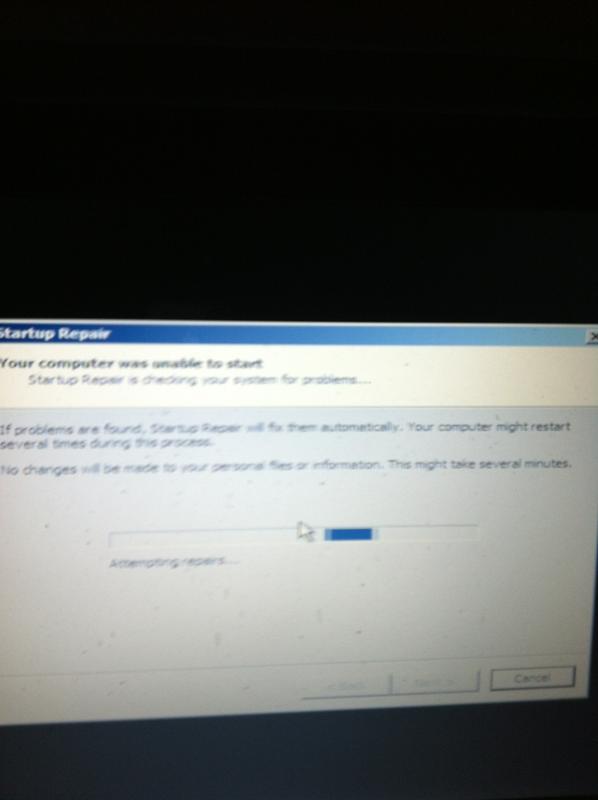 Startup Repair
Your computer was unable to start
Startup Repair is checking your system for problems...
If problems are found, Startup Repair will fix them automatically. Your computer might restart
several times during this process.
No changes will be made to your personal files or information. This might take several minutes.
Attempting repairs...
< Back
Next >
Cancel